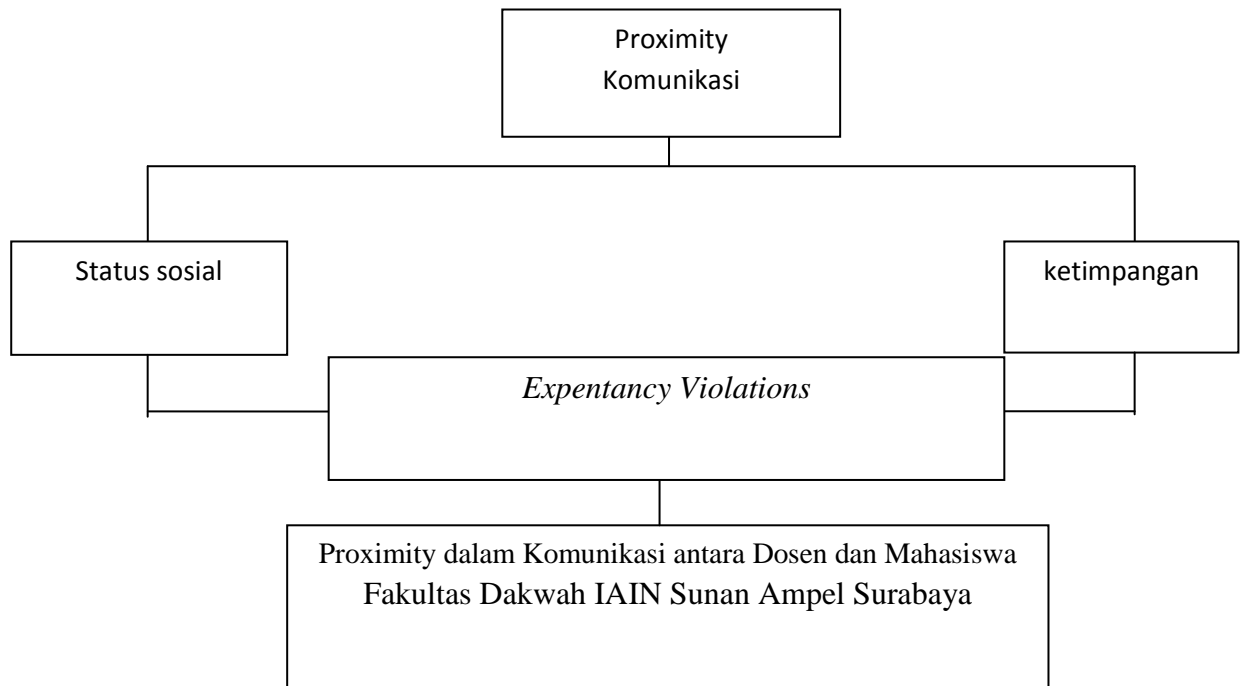 Proximity
Komunikasi
Status sosial
ketimpangan
Expentancy Violations
Proximity dalam Komunikasi antara Dosen dan Mahasiswa
Fakultas Dakwah IAIN Sunan Ampel Surabaya